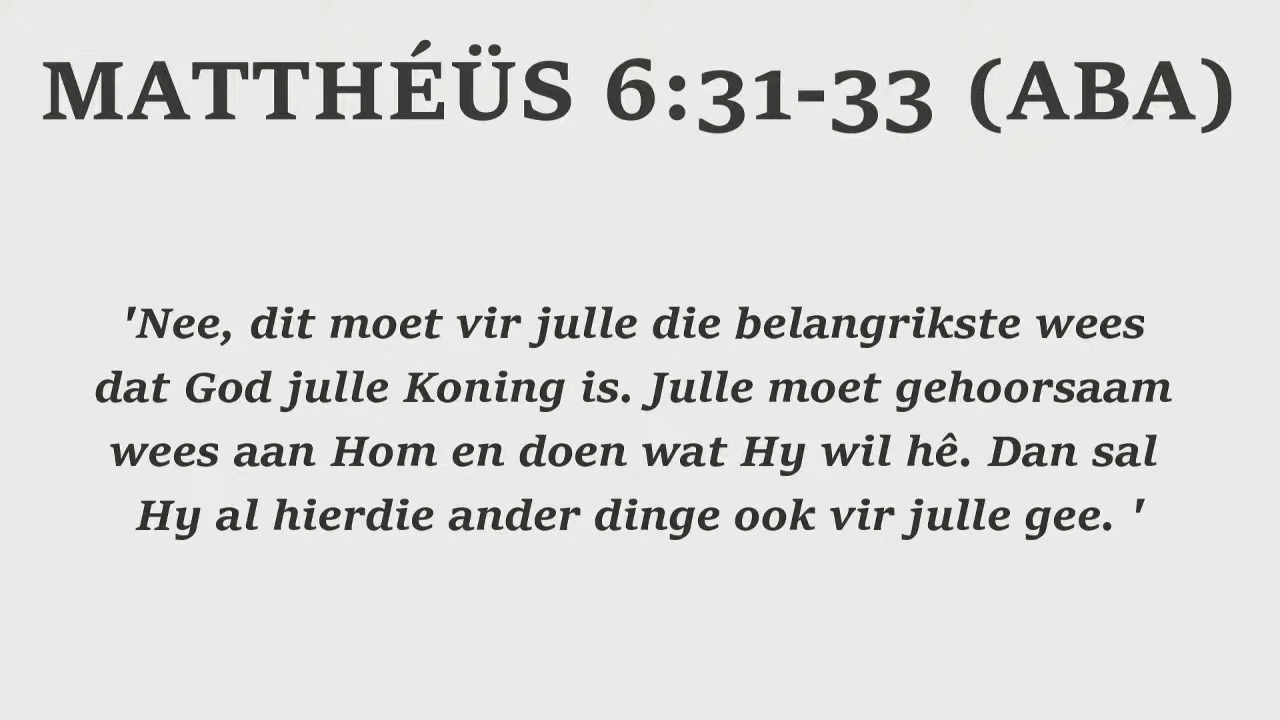 MATTHÉÜS 6:31-33 (ABA)
'Nee, dit moet vir julle die belangrikste wees
dat God julle Koning is. Julle moet gehoorsaam
wees aan Hom en doen wat Hy wil hê. Dan sal
Hy al hierdie ander dinge ook vir julle gee. '